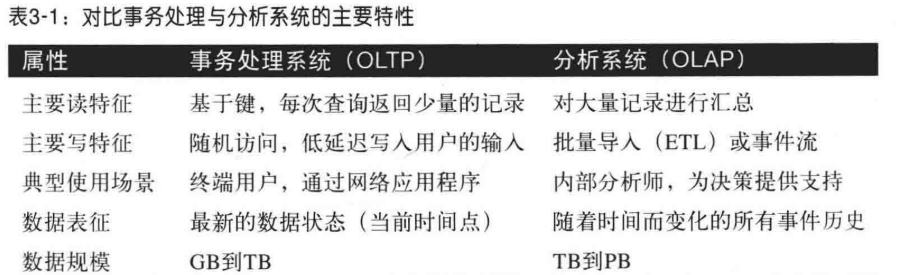 表3-1：对比事务处理与分析系统的主要特性
属性 事务处理系统（OLTP） 分析系统（OLAP）
主要读特征 基于键，每次查询返回少量的记录 对大量记录进行汇总
主要写特征 随机访问，低延迟写入用户的输入 批量导入（ETL）或事件流
典型使用场景 终端用户，通过网络应用程序 内部分析师，为决策提供支持
数据表征 最新的数据状态（当前时间点） 随着时间而变化的所有事件历史
数据规模 GB到TB TB到PB